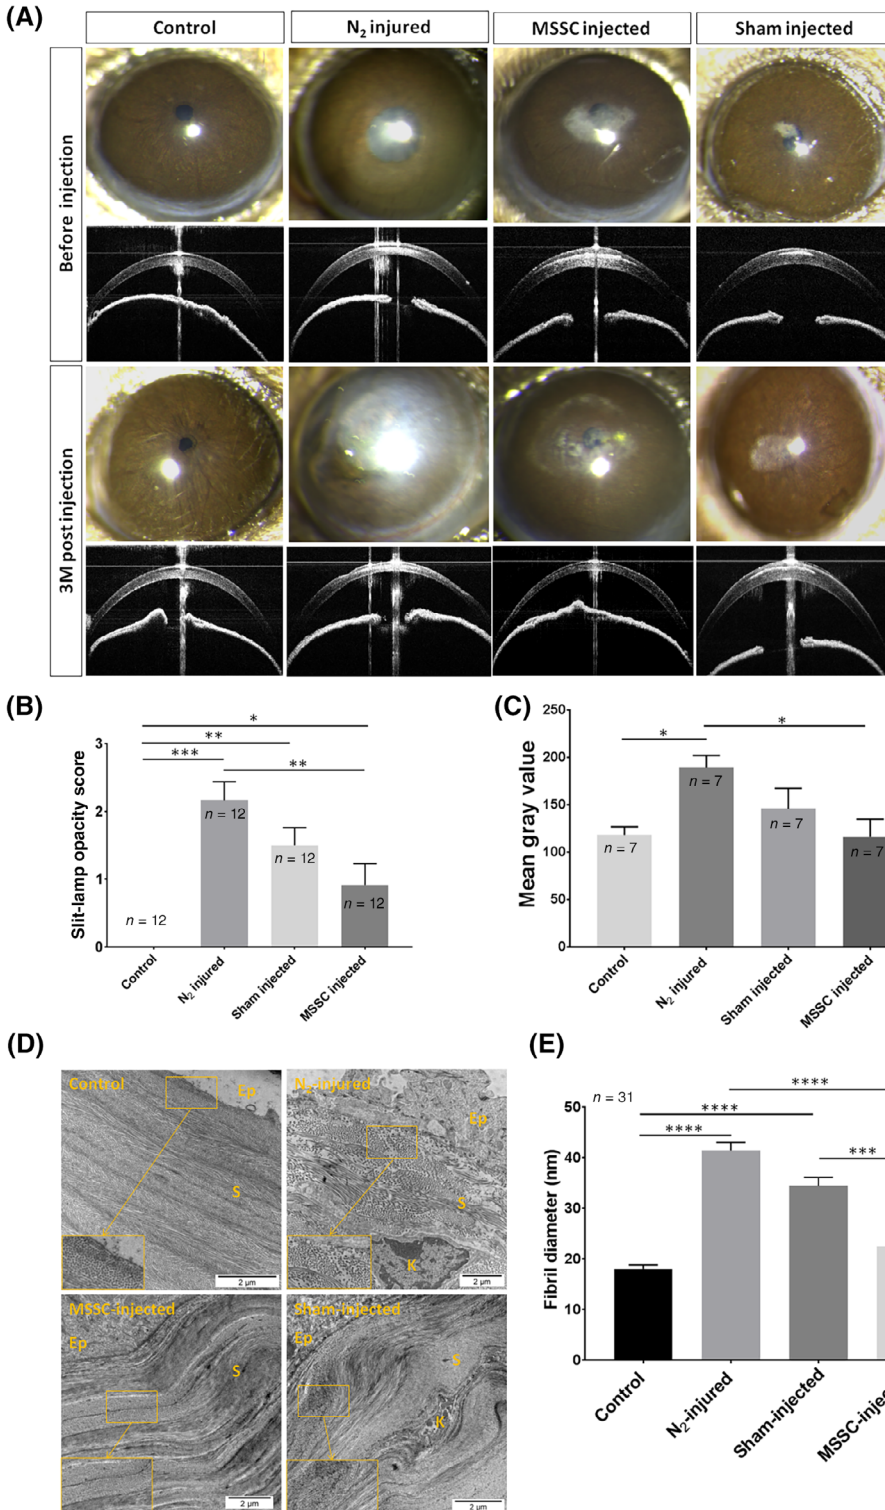 (A)
Control
N₂ injured
MSSC injected
Sham injected
Before injection
3M post injection
(B)
Slit-lamp opacity score
3
2
1
0
*
**
***
**
n = 12
n = 12
n = 12
n = 12
Control
N₂ injured
Sham injected
MSSC injected
(C)
Mean gray value
250
200
150
100
50
0
*
*
n = 7
n = 7
n = 7
n = 7
Control
N₂ injured
Sham injected
MSSC injected
(D)
Control
Ep
S
2 µm
N₂-injured
Ep
S
K
2 µm
MSSC-injected
Ep
S
2 µm
Sham-injected
Ep
S
K
2 µm
(E)
n = 31
Fibril diameter (nm)
50
40
30
20
10
0
****
****
****
***
Control
N₂-injured
Sham-injected
MSSC-injec